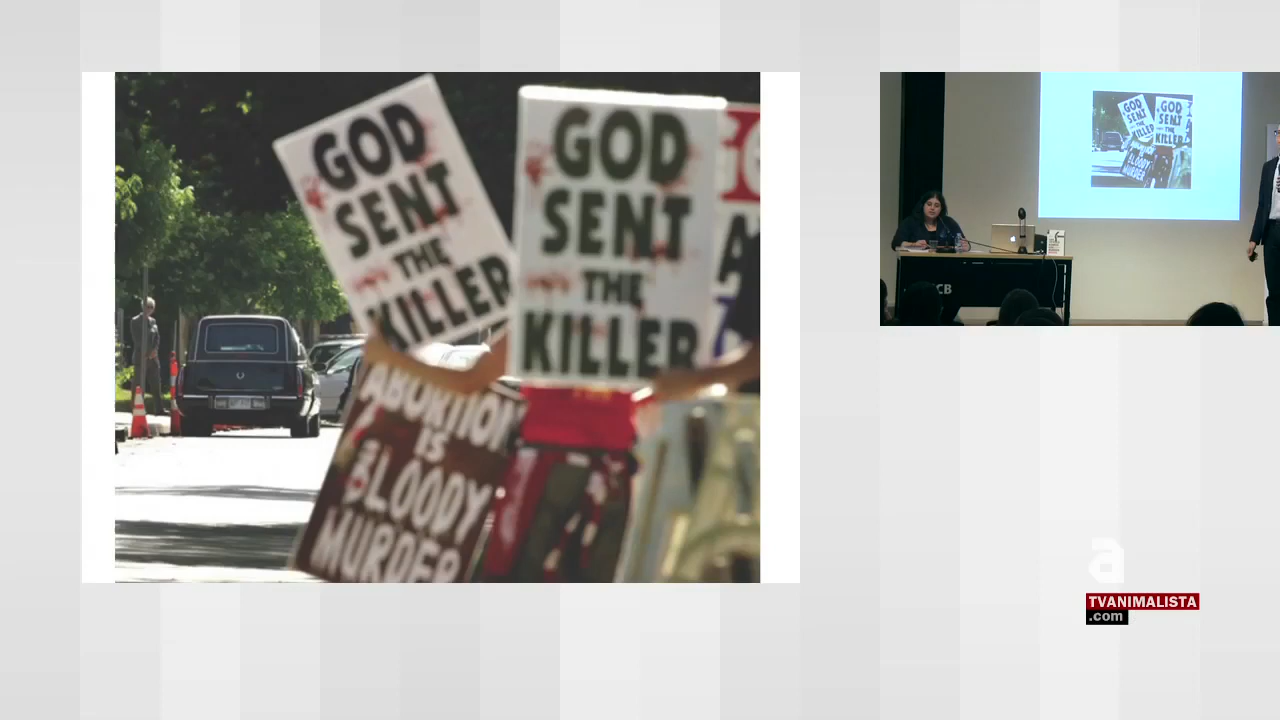 GOD
SENT
THE
KILLER
GOD
SENT
THE
KILLER
ABORTION
IS
BLOODY
MURDER
TVANIMALISTA
.com